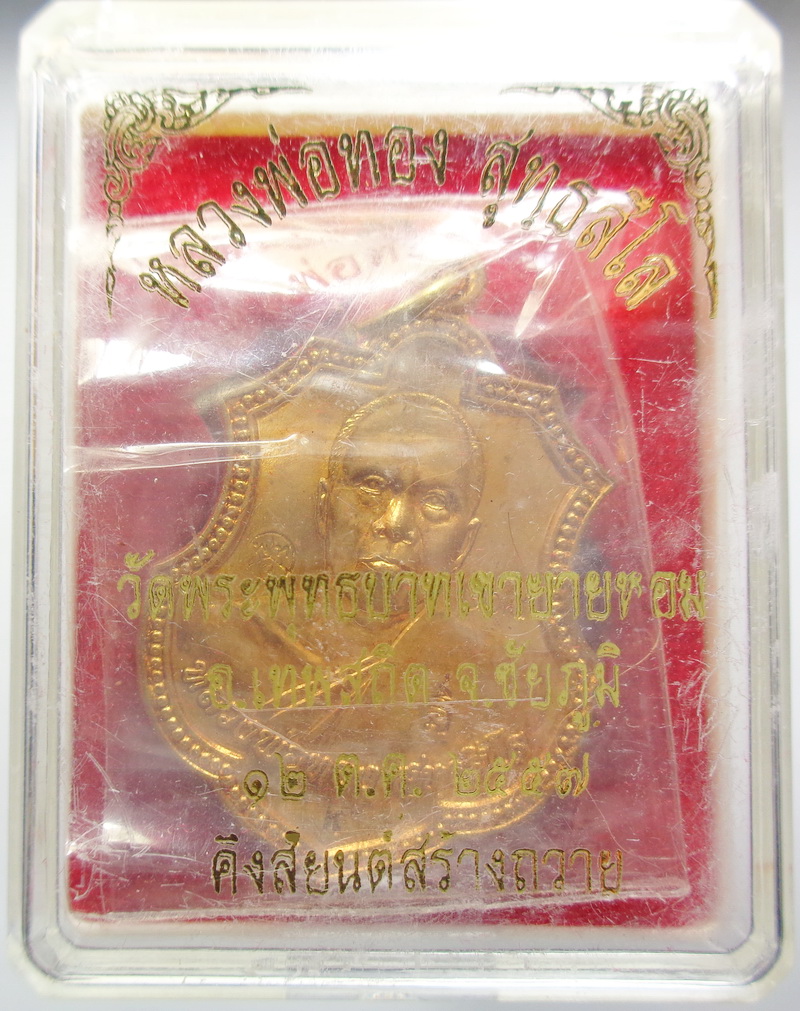 หลวงพ่อทอง สุทธสีโล
วัดพระพุทธบาทเขายายหอม
อ.เทพสถิต จ.ชัยภูมิ
๑๒ ต.ค. ๒๕๕๗
คิงส์ยนต์สร้างถวาย